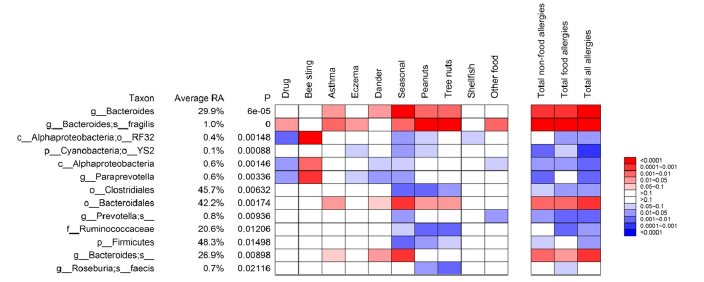 Taxon Average RA P Drug Bee sting Asthma Eczema Dander Seasonal Peanuts Tree nuts Shellfish Other food Total non-food allergies Total food allergies Total all allergies
g__Bacteroides 29.9% 6e-05
g__Bacteroides;s__fragilis 1.0% 0
c__Alphaproteobacteria;o__RF32 0.4% 0.00148
p__Cyanobacteria;o__YS2 0.1% 0.00088
c__Alphaproteobacteria 0.6% 0.00146
g__Paraprevotella 0.6% 0.00336
o__Clostridiales 45.7% 0.00632
o__Bacteroidales 42.2% 0.00174
g__Prevotella;s__ 0.8% 0.00936
f__Ruminococcaceae 20.6% 0.01206
p__Firmicutes 48.3% 0.01498
g__Bacteroides;s__ 26.9% 0.00898
g__Roseburia;s__faecis 0.7% 0.02116
<0.0001
0.0001~0.001
0.001~0.01
0.01~0.05
0.05~0.1
>0.1
>0.1
0.05~0.1
0.01~0.05
0.001~0.01
0.0001~0.001
<0.0001